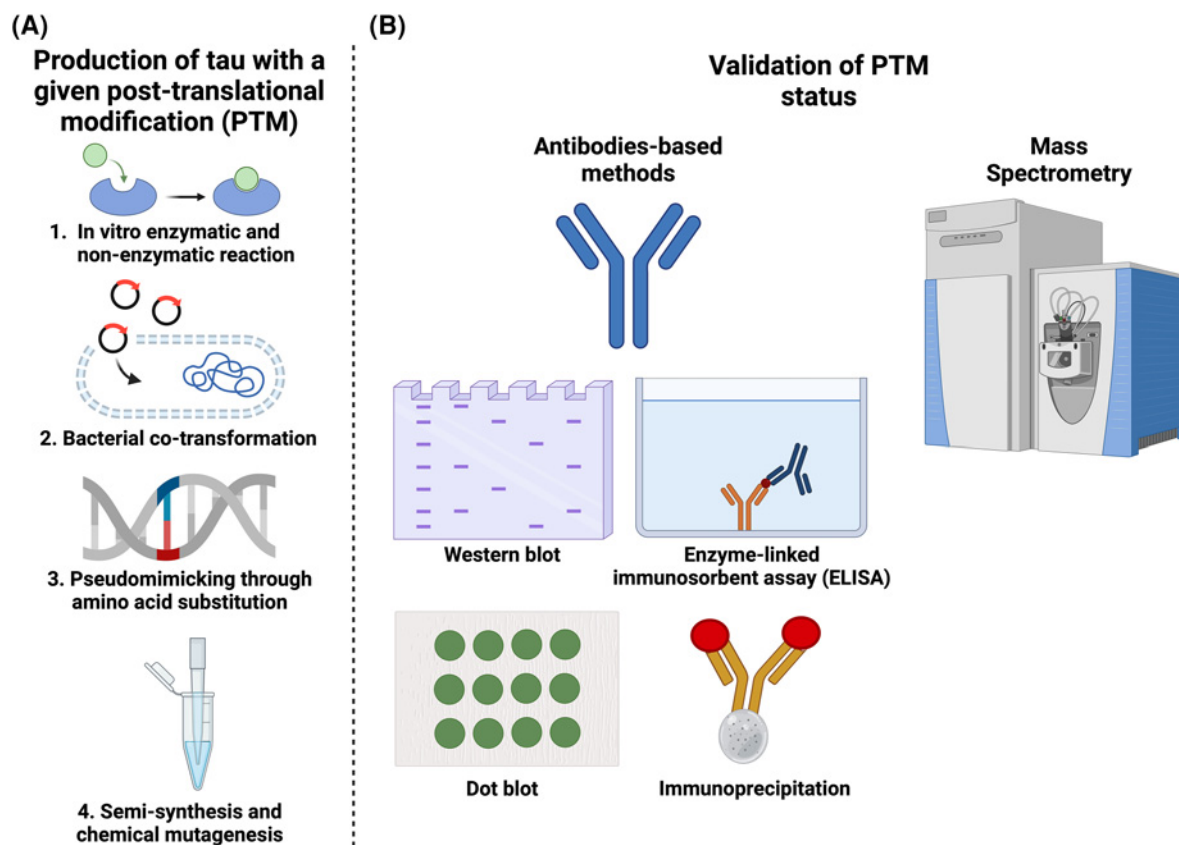 (A)
Production of tau with a
given post-translational
modification (PTM)
1. In vitro enzymatic and
non-enzymatic reaction
2. Bacterial co-transformation
3. Pseudomimicking through
amino acid substitution
4. Semi-synthesis and
chemical mutagenesis
(B)
Validation of PTM
status
Antibodies-based
methods
Mass
Spectrometry
Western blot
Enzyme-linked
immunosorbent assay (ELISA)
Dot blot
Immunoprecipitation